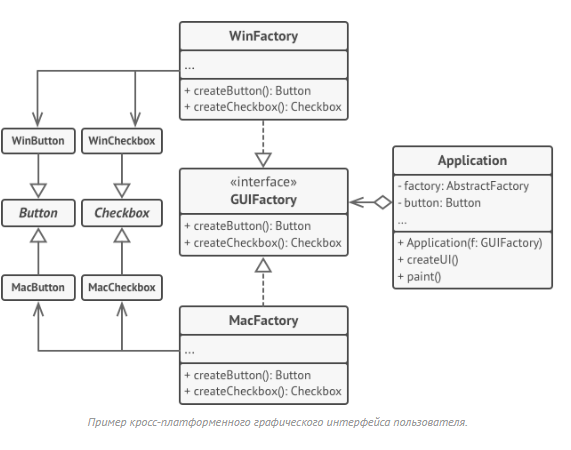 WinFactory
...
+ createButton(): Button
+ createCheckbox(): Checkbox
WinButton
WinCheckbox
Button
Checkbox
MacButton
MacCheckbox
«interface»
GUIFactory
+ createButton(): Button
+ createCheckbox(): Checkbox
Application
- factory: AbstractFactory
- button: Button
...
+ Application(f: GUIFactory)
+ createUI()
+ paint()
MacFactory
...
+ createButton(): Button
+ createCheckbox(): Checkbox
Пример кросс-платформенного графического интерфейса пользователя.